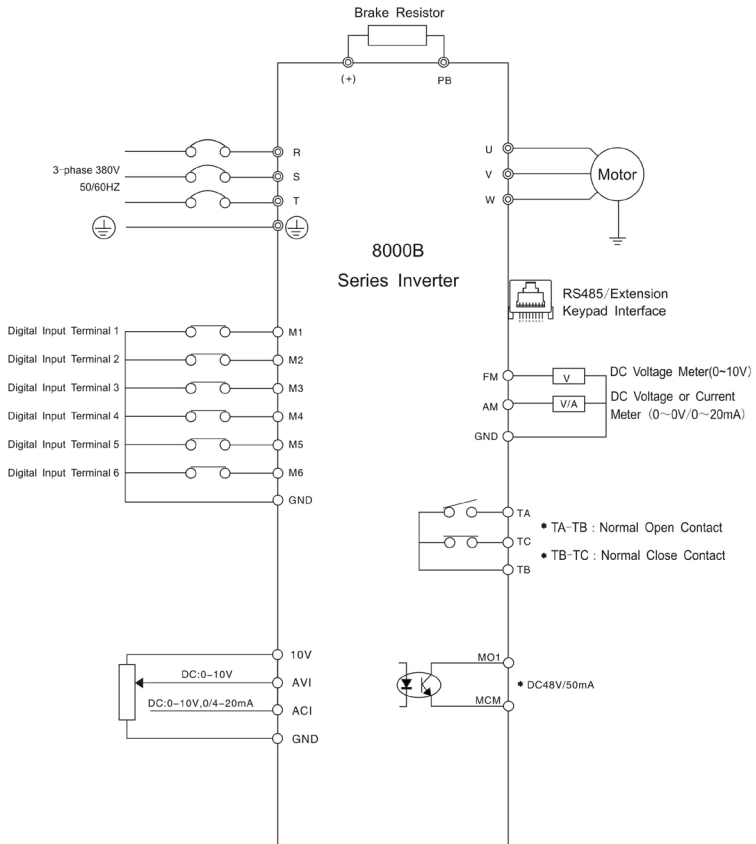 Brake Resistor
(+)
PB
3-phase 380V
50/60HZ
R
S
T
U
V
W
Motor
8000B
Series Inverter
RS485/Extension
Keypad Interface
Digital Input Terminal 1
M1
Digital Input Terminal 2
M2
Digital Input Terminal 3
M3
Digital Input Terminal 4
M4
Digital Input Terminal 5
M5
Digital Input Terminal 6
M6
GND
FM
V
DC Voltage Meter(0~10V)
AM
V/A
DC Voltage or Current
Meter (0~0V/0~20mA)
GND
TA
TC
TB
* TA-TB : Normal Open Contact
* TB-TC : Normal Close Contact
10V
DC:0-10V
AVI
DC:0-10V,0/4-20mA
ACI
GND
MO1
MCM
* DC48V/50mA